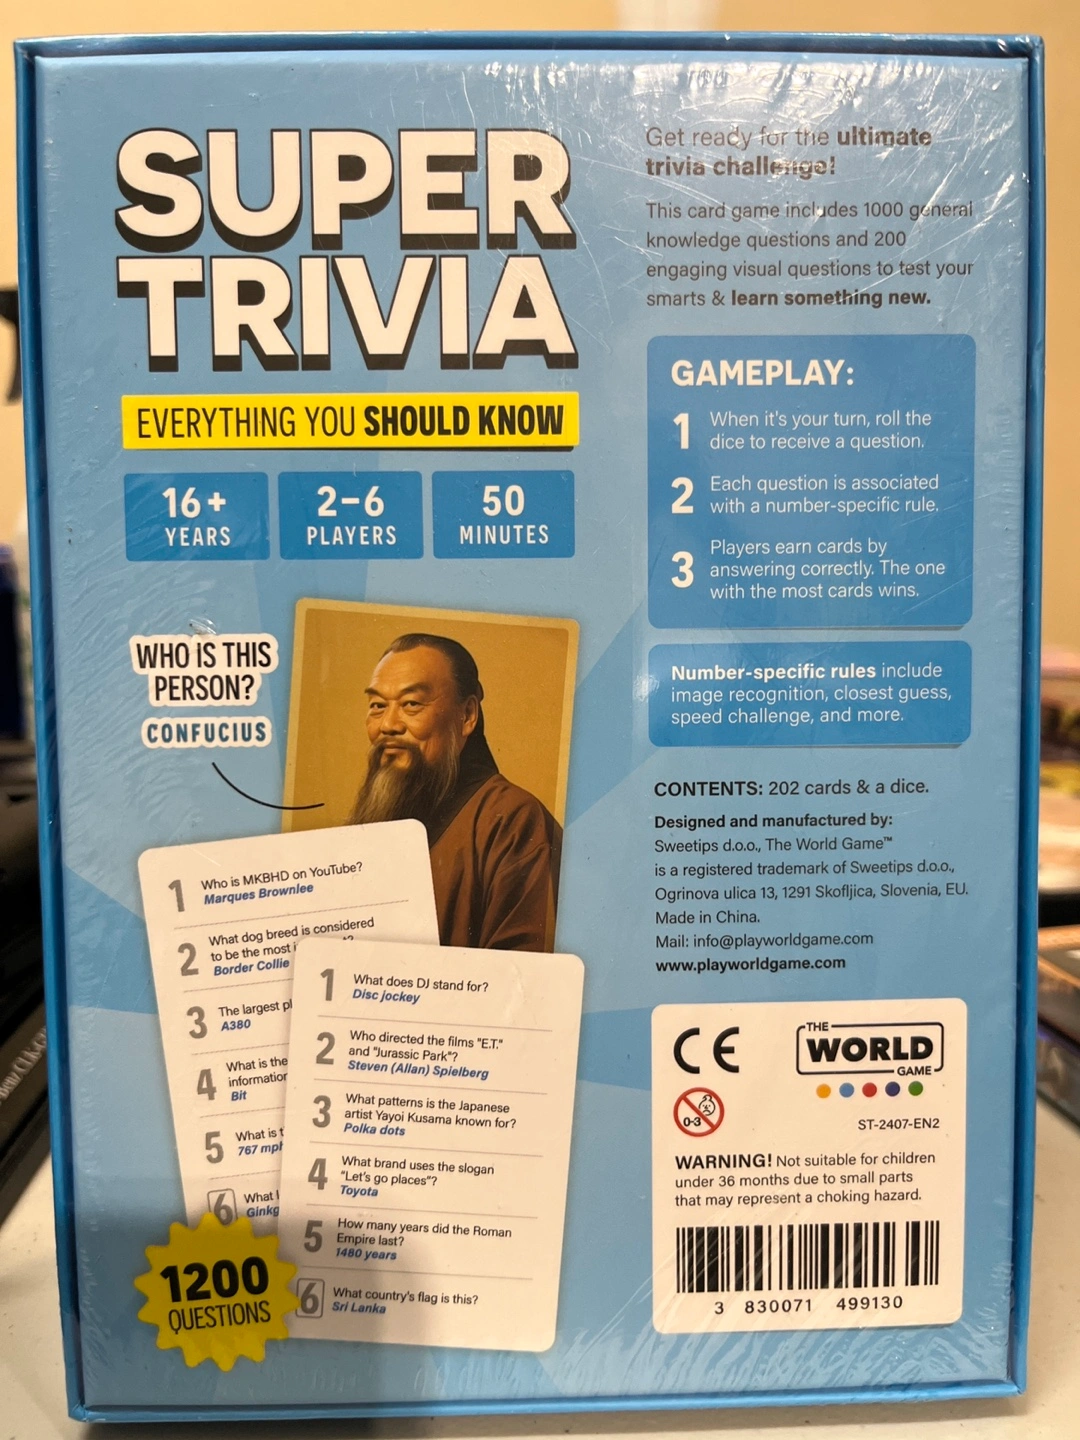 SUPER
TRIVIA
EVERYTHING YOU SHOULD KNOW
16+
YEARS
2–6
PLAYERS
50
MINUTES
WHO IS THIS
PERSON?
CONFUCIUS
1 Who is MKBHD on YouTube?
Marques Brownlee
2 What dog breed is considered
to be the most
Border Collie
3 The largest
A380
4 What is the
information
Bit
5 What is
767
6 What
1 What does DJ stand for?
Disc jockey
2 Who directed the films "E.T."
and "Jurassic Park"?
Steven (Allan) Spielberg
3 What patterns is the Japanese
artist Yayoi Kusama known for?
Polka dots
4 What brand uses the slogan
"Let's go places"?
Toyota
5 How many years did the Roman
Empire last?
1480 years
6 What country's flag is this?
Sri Lanka
1200
QUESTIONS
Get ready for the ultimate
trivia challenge!
This card game includes 1000 general
knowledge questions and 200
engaging visual questions to test your
smarts & learn something new.
GAMEPLAY:
1 When it's your turn, roll the
dice to receive a question.
2 Each question is associated
with a number-specific rule.
3 Players earn cards by
answering correctly. The one
with the most cards wins.
Number-specific rules include
image recognition, closest guess,
speed challenge, and more.
CONTENTS: 202 cards & a dice.
Designed and manufactured by:
Sweetips d.o.o., The World Game™
is a registered trademark of Sweetips d.o.o.,
Ogrinova ulica 13, 1291 Skofljica, Slovenia, EU.
Made in China.
Mail: info@playworldgame.com
www.playworldgame.com
CE
THE
WORLD
GAME
0-3
ST-2407-EN2
WARNING! Not suitable for children
under 36 months due to small parts
that may represent a choking hazard.
3 830071 499130